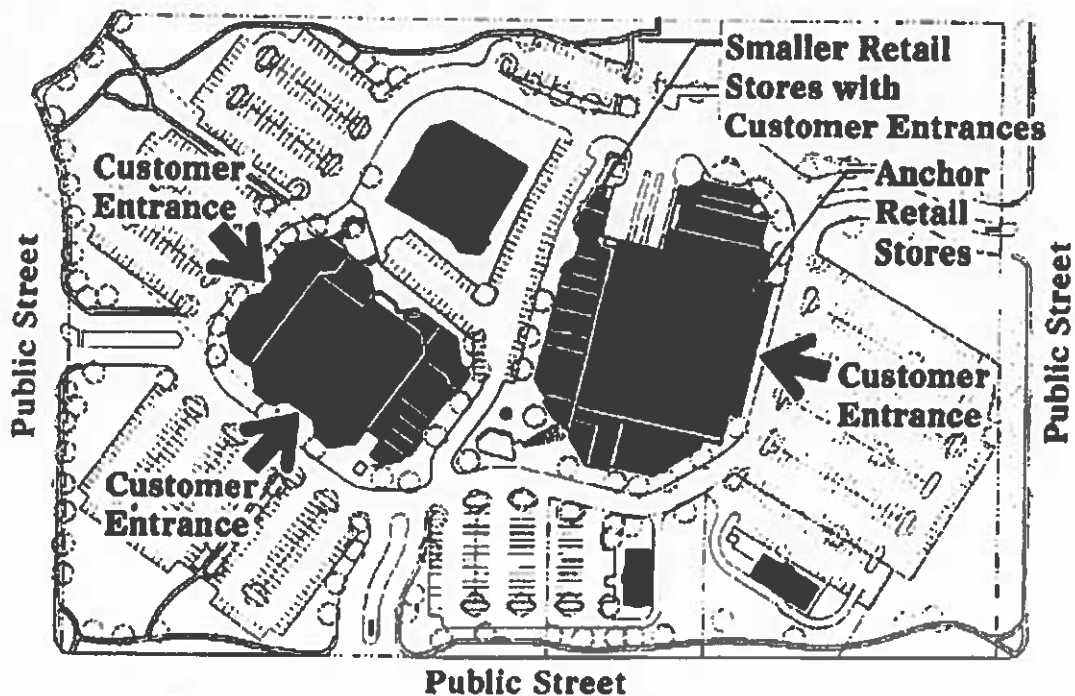 Smaller Retail
Stores with
Customer Entrances
Customer
Entrance
Anchor
Retail
Stores
Public Street
Public Street
Customer
Entrance
Customer
Entrance
Public Street